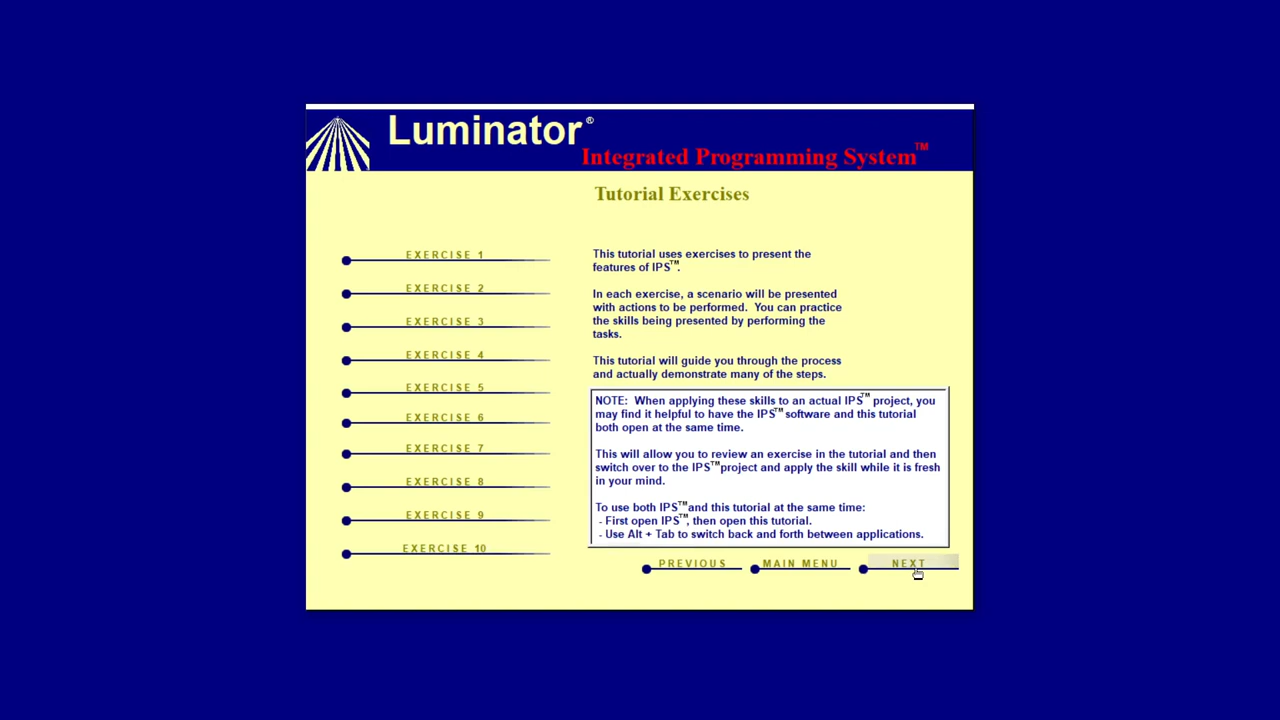 Luminator®
Integrated Programming System™
Tutorial Exercises
EXERCISE 1
EXERCISE 2
EXERCISE 3
EXERCISE 4
EXERCISE 5
EXERCISE 6
EXERCISE 7
EXERCISE 8
EXERCISE 9
EXERCISE 10
This tutorial uses exercises to present the
features of IPS™.
In each exercise, a scenario will be presented
with actions to be performed.  You can practice
the skills being presented by performing the
tasks.
This tutorial will guide you through the process
and actually demonstrate many of the steps.
NOTE:  When applying these skills to an actual IPS™ project, you
may find it helpful to have the IPS™ software and this tutorial
both open at the same time.
This will allow you to review an exercise in the tutorial and then
switch over to the IPS™ project and apply the skill while it is fresh
in your mind.
To use both IPS™ and this tutorial at the same time:
- First open IPS™, then open this tutorial.
- Use Alt + Tab to switch back and forth between applications.
PREVIOUS MAIN MENU NEXT